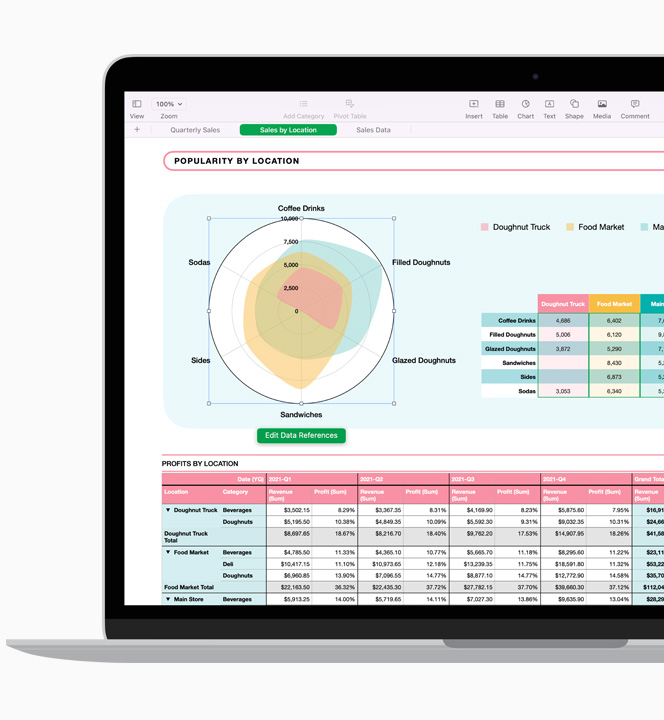 100%
View Zoom Add Category Pivot Table Insert Table Chart Text Shape Media Comment
+ Quarterly Sales Sales by Location Sales Data
POPULARITY BY LOCATION
Coffee Drinks
10,000
7,500
5,000
2,500
0
Sodas
Filled Doughnuts
Sides
Glazed Doughnuts
Sandwiches
Edit Data References
Doughnut Truck Food Market Ma
Doughnut Truck Food Market Main
Coffee Drinks 4,686 6,402 7,
Filled Doughnuts 5,006 6,120 9,
Glazed Doughnuts 3,872 5,290 7,
Sandwiches 8,430 5,
Sides 6,873 5,
Sodas 3,053 6,340 5,
PROFITS BY LOCATION
Date (YQ) 2021-Q1 2021-Q2 2021-Q3 2021-Q4 Grand Total
Location Category Revenue (Sum) Profit (Sum) Revenue (Sum) Profit (Sum) Revenue (Sum) Profit (Sum) Revenue (Sum) Profit (Sum) Revenue (Sum)
▼ Doughnut Truck Beverages $3,502.15 8.29% $3,367.35 8.31% $4,169.90 8.23% $5,875.60 7.95% $16,91
Doughnuts $5,195.50 10.38% $4,849.35 10.09% $5,592.30 9.31% $9,032.35 10.31% $24,66
Doughnut Truck Total $8,697.65 18.67% $8,216.70 18.40% $9,762.20 17.53% $14,907.95 18.26% $41,58
▼ Food Market Beverages $4,785.50 11.33% $4,365.10 10.77% $5,665.70 11.18% $8,295.60 11.22% $23,11
Deli $10,417.15 11.10% $10,973.65 12.18% $13,239.35 11.75% $18,591.80 11.32% $53,22
Doughnuts $6,960.85 13.90% $7,096.55 14.77% $8,877.10 14.77% $12,772.90 14.58% $35,70
Food Market Total $22,163.50 36.32% $22,435.30 37.72% $27,782.15 37.70% $39,660.30 37.12% $112,04
▼ Main Store Beverages $5,913.25 14.00% $5,719.65 14.11% $7,027.30 13.86% $9,635.90 13.04% $28,29